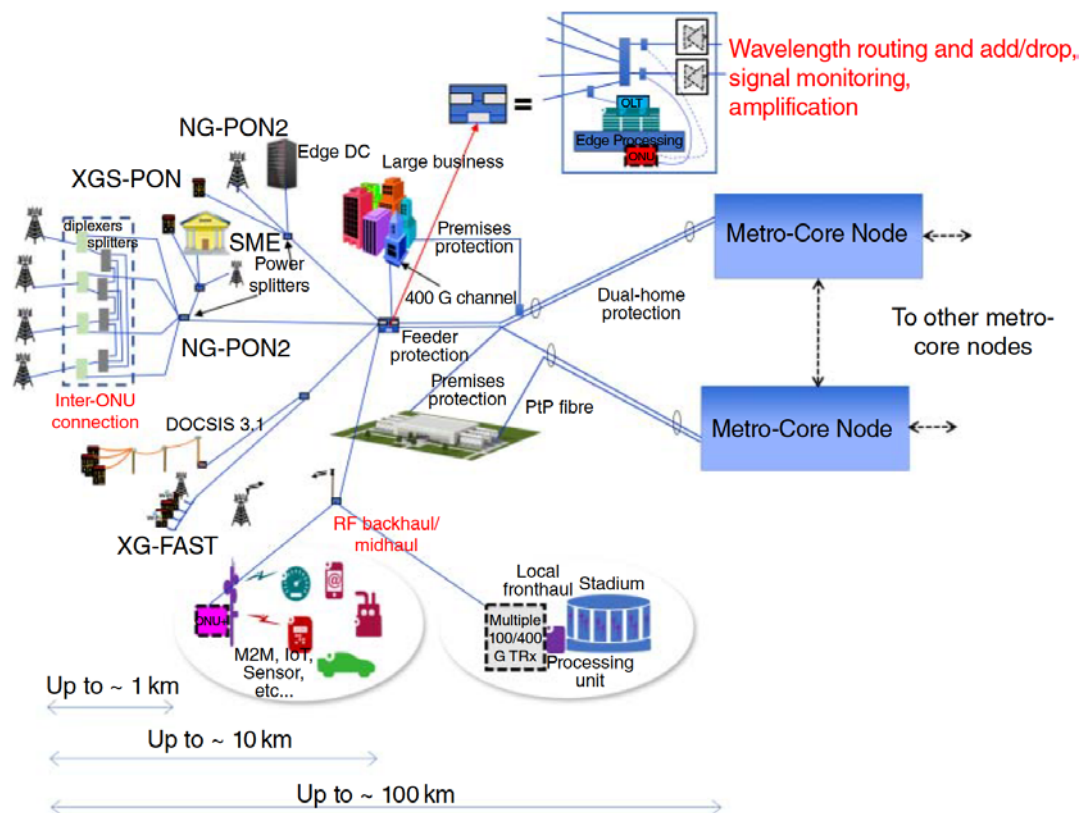 Wavelength routing and add/drop,
signal monitoring,
amplification
OLT
Edge Processing
ONU
=
NG-PON2
Edge DC
Large business
XGS-PON
diplexers
splitters
SME
Power
splitters
Premises
protection
400 G channel
Metro-Core Node
Dual-home
protection
To other metro-
core nodes
NG-PON2
Feeder
protection
Inter-ONU
connection
Premises
protection
PtP fibre
Metro-Core Node
DOCSIS 3.1
XG-FAST
RF backhaul/
midhaul
ONU+
M2M, IoT,
Sensor,
etc...
Local
fronthaul
Stadium
Multiple
100/400
G TRx
Processing
unit
Up to ~ 1 km
Up to ~ 10 km
Up to ~ 100 km